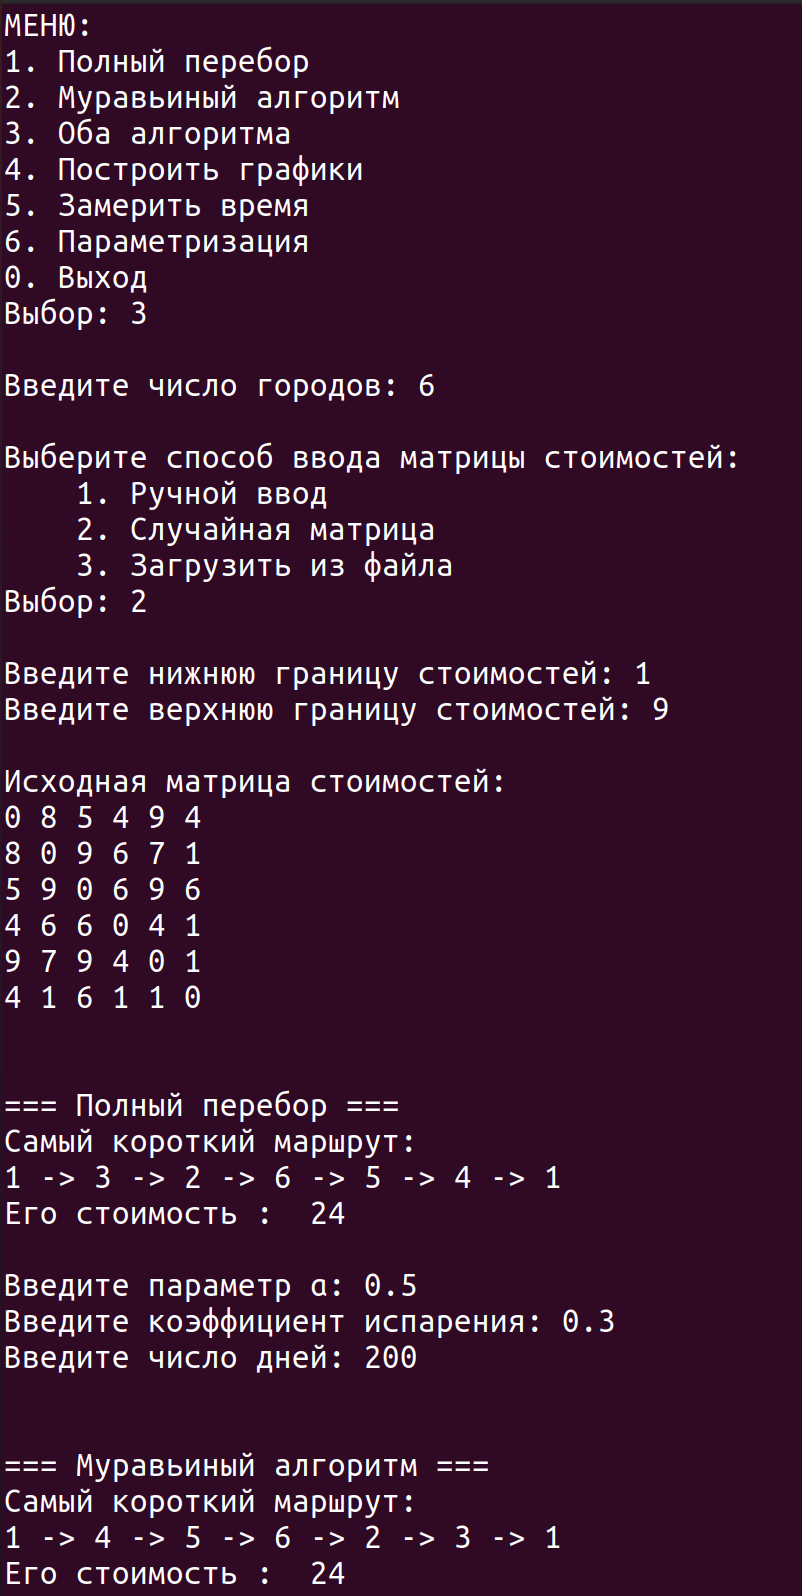 МЕНЮ:
1. Полный перебор
2. Муравьиный алгоритм
3. Оба алгоритма
4. Построить графики
5. Замерить время
6. Параметризация
0. Выход
Выбор: 3
Введите число городов: 6
Выберите способ ввода матрицы стоимостей:
1. Ручной ввод
2. Случайная матрица
3. Загрузить из файла
Выбор: 2
Введите нижнюю границу стоимостей: 1
Введите верхнюю границу стоимостей: 9
Исходная матрица стоимостей:
0 8 5 4 9 4
8 0 9 6 7 1
5 9 0 6 9 6
4 6 6 0 4 1
9 7 9 4 0 1
4 1 6 1 1 0
=== Полный перебор ===
Самый короткий маршрут:
1 -> 3 -> 2 -> 6 -> 5 -> 4 -> 1
Его стоимость :  24
Введите параметр α: 0.5
Введите коэффициент испарения: 0.3
Введите число дней: 200
=== Муравьиный алгоритм ===
Самый короткий маршрут:
1 -> 4 -> 5 -> 6 -> 2 -> 3 -> 1
Его стоимость :  24